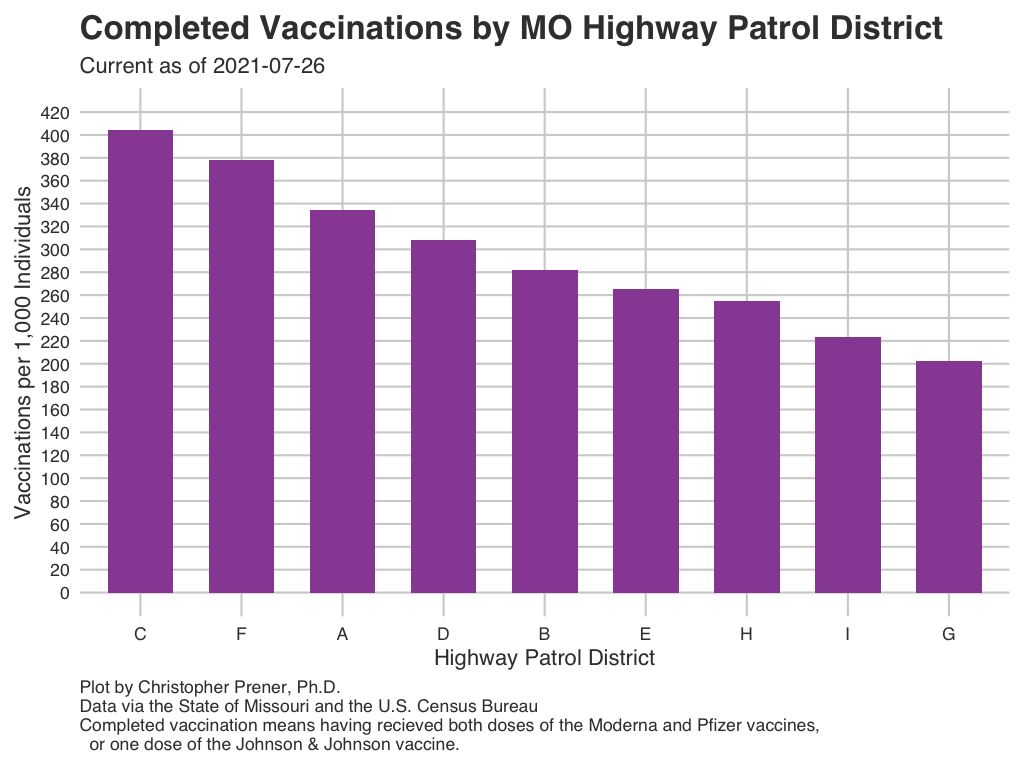 Completed Vaccinations by MO Highway Patrol District
Current as of 2021-07-26
Vaccinations per 1,000 Individuals
420
400
380
360
340
320
300
280
260
240
220
200
180
160
140
120
100
80
60
40
20
0
C F A D B E H I G
Highway Patrol District
Plot by Christopher Prener, Ph.D.
Data via the State of Missouri and the U.S. Census Bureau
Completed vaccination means having recieved both doses of the Moderna and Pfizer vaccines,
or one dose of the Johnson & Johnson vaccine.